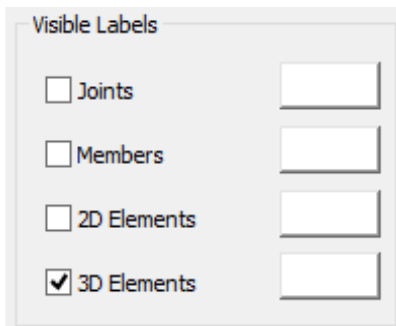 Visible Labels
Joints
Members
2D Elements
3D Elements